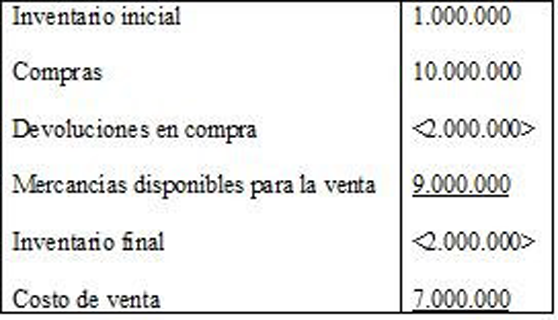 Inventario inicial 1.000.000
Compras 10.000.000
Devoluciones en compra <2.000.000>
Mercancías disponibles para la venta 9.000.000
Inventario final <2.000.000>
Costo de venta 7.000.000